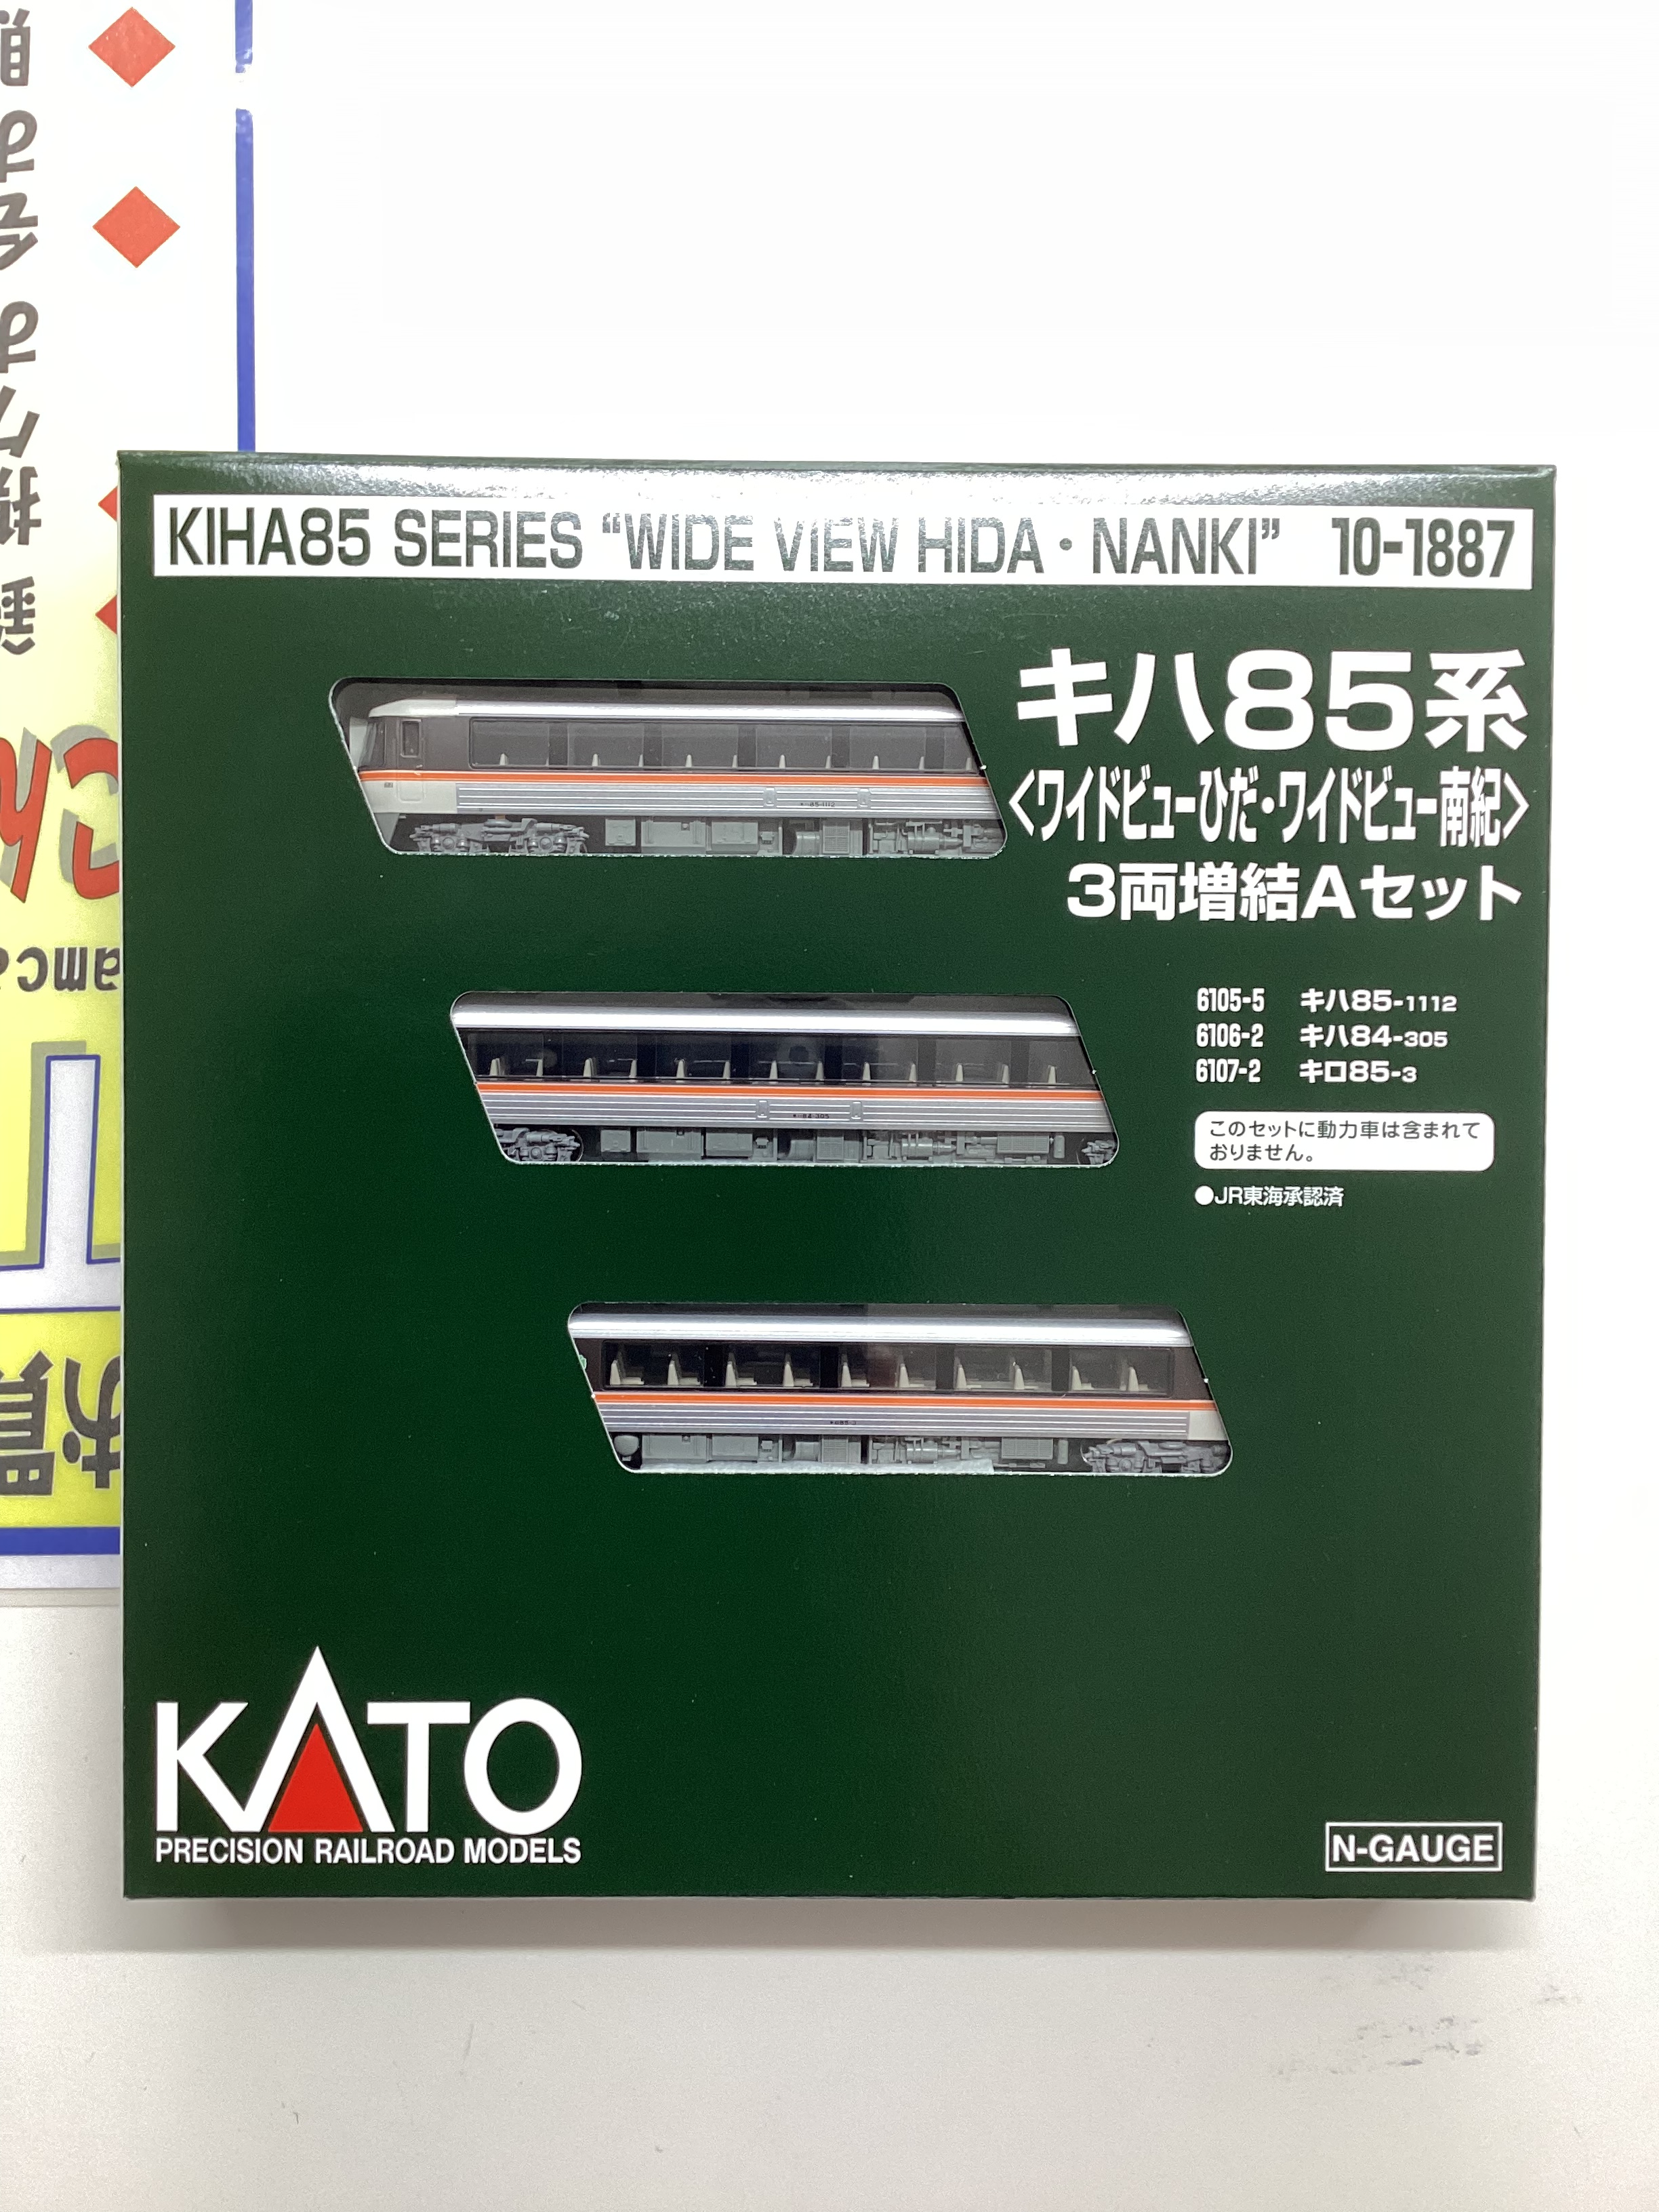 KIHA85 SERIES “WIDE VIEW HIDA・NANKI” 10-1887
キハ85系
〈ワイドビューひだ・ワイドビュー南紀〉
3両増結Aセット
6105-5 キハ85-1112
6106-2 キハ84-305
6107-2 キロ85-3
このセットに動力車は含まれて
おりません。
●JR東海承認済
KATO
PRECISION RAILROAD MODELS
N-GAUGE